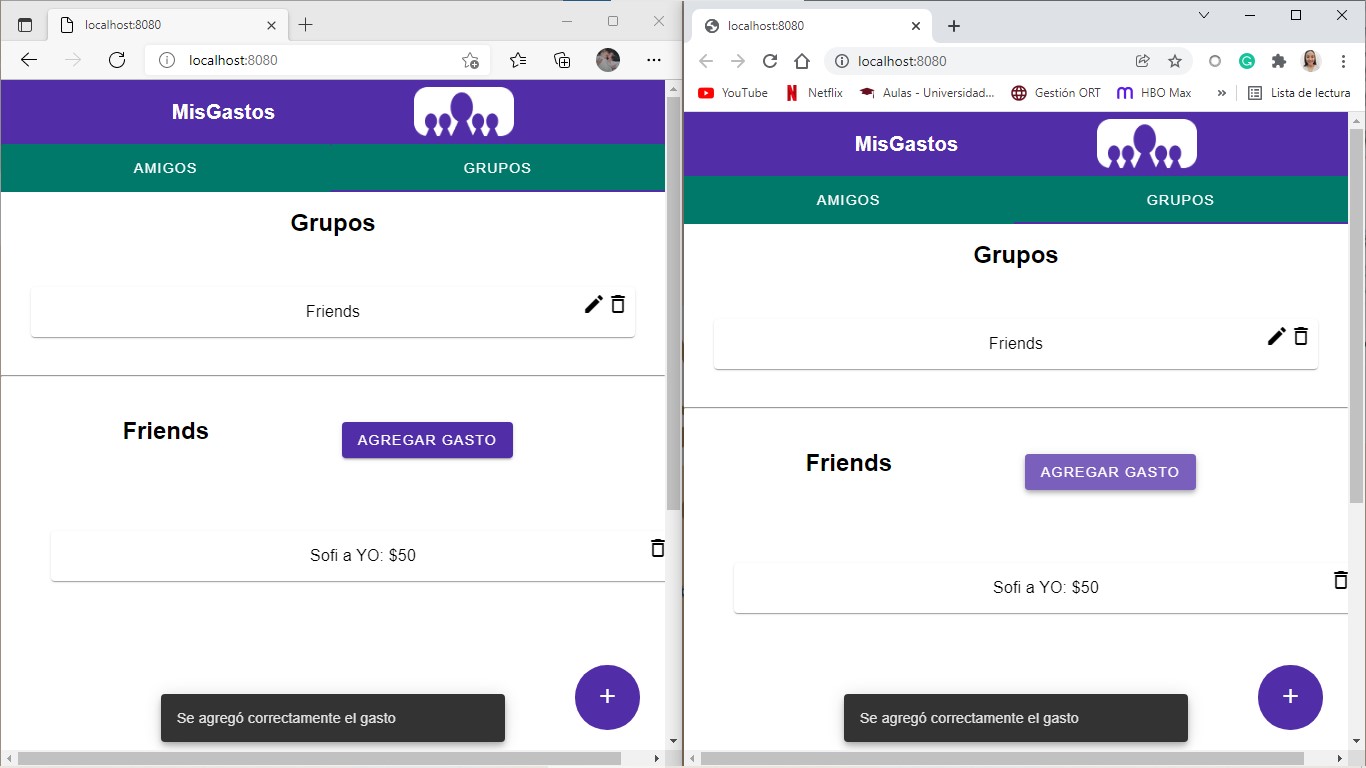 localhost:8080
localhost:8080
MisGastos
AMIGOS GRUPOS
Grupos
Friends
Friends AGREGAR GASTO
Sofi a YO: $50
+
Se agregó correctamente el gasto
localhost:8080
localhost:8080
YouTube Netflix Aulas - Universidad... Gestión ORT HBO Max » Lista de lectura
MisGastos
AMIGOS GRUPOS
Grupos
Friends
Friends AGREGAR GASTO
Sofi a YO: $50
+
Se agregó correctamente el gasto